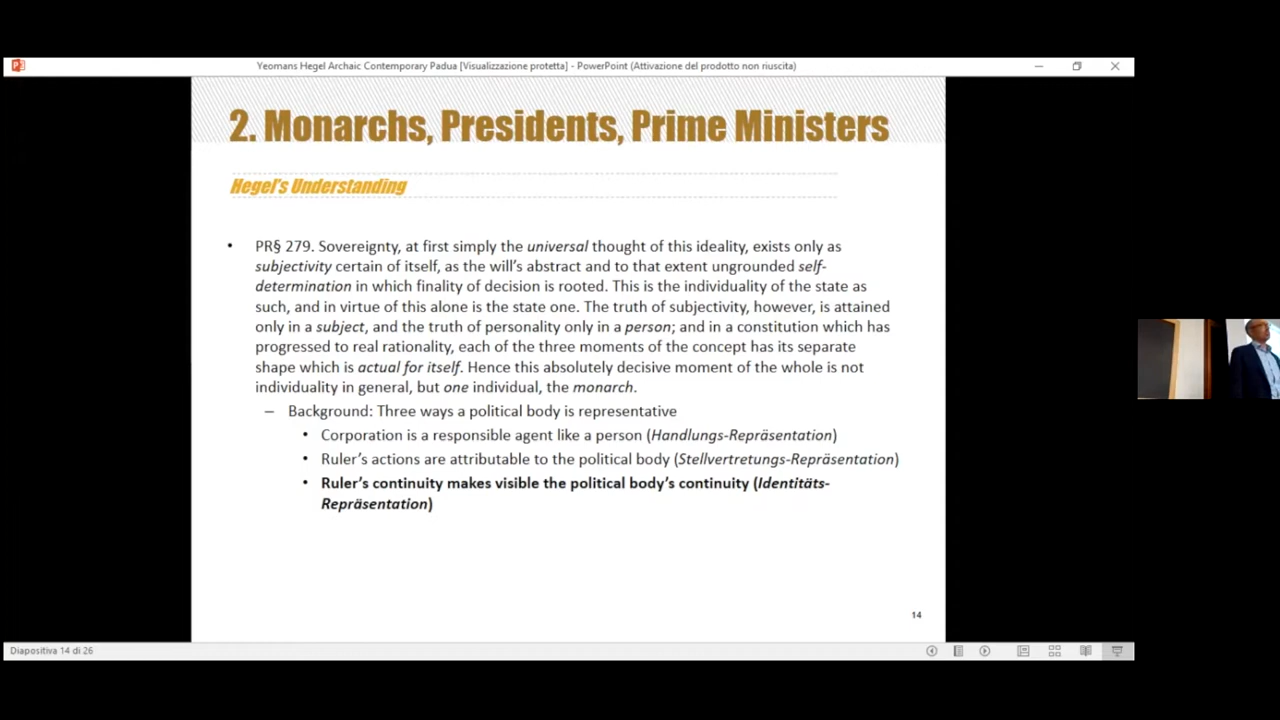 Yeomans Hegel Archaic Contemporary Padua [Visualizzazione protetta] - PowerPoint (Attivazione del prodotto non riuscita)
2. Monarchs, Presidents, Prime Ministers
Hegel's Understanding
• PR§ 279. Sovereignty, at first simply the universal thought of this ideality, exists only as
subjectivity certain of itself, as the will's abstract and to that extent ungrounded self-
determination in which finality of decision is rooted. This is the individuality of the state as
such, and in virtue of this alone is the state one. The truth of subjectivity, however, is attained
only in a subject, and the truth of personality only in a person; and in a constitution which has
progressed to real rationality, each of the three moments of the concept has its separate
shape which is actual for itself. Hence this absolutely decisive moment of the whole is not
individuality in general, but one individual, the monarch.
– Background: Three ways a political body is representative
• Corporation is a responsible agent like a person (Handlungs-Repräsentation)
• Ruler's actions are attributable to the political body (Stellvertretungs-Repräsentation)
• Ruler's continuity makes visible the political body's continuity (Identitäts-
Repräsentation)
14
Diapositiva 14 di 26